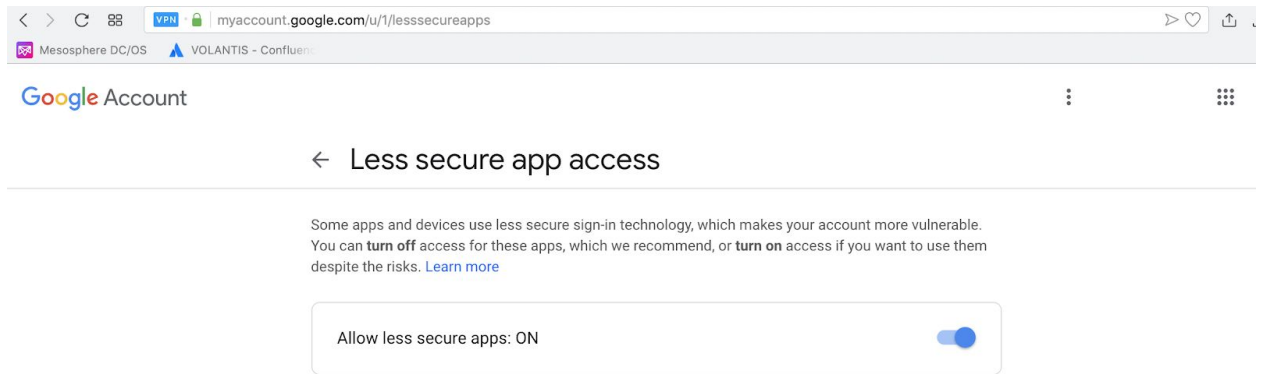 VPN myaccount.google.com/u/1/lesssecureapps
Mesosphere DC/OS VOLANTIS - Confluenc
Google Account
Less secure app access
Some apps and devices use less secure sign-in technology, which makes your account more vulnerable.
You can turn off access for these apps, which we recommend, or turn on access if you want to use them
despite the risks. Learn more
Allow less secure apps: ON